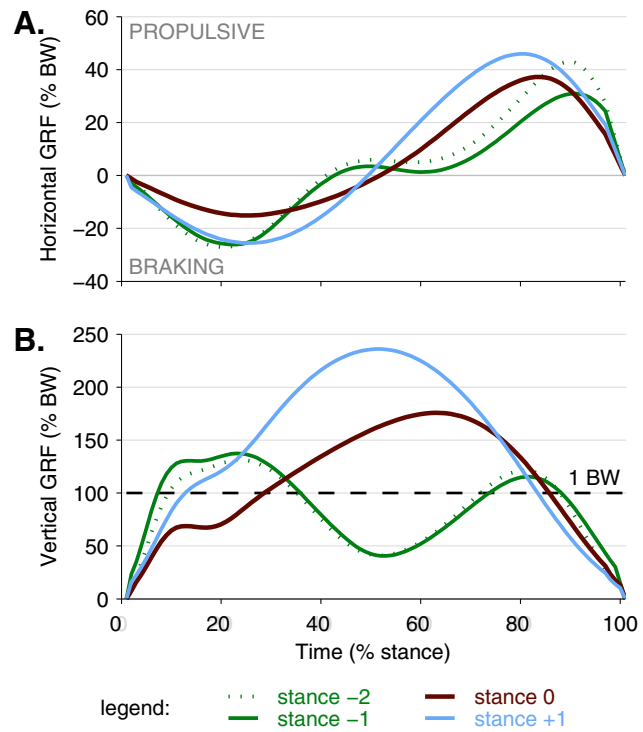 A.
Horizontal GRF (% BW)
60
40
20
0
−20
−40
PROPULSIVE
BRAKING
B.
Vertical GRF (% BW)
250
200
150
100
50
0
1 BW
0 20 40 60 80 100
Time (% stance)
legend:
stance −2
stance −1
stance 0
stance +1